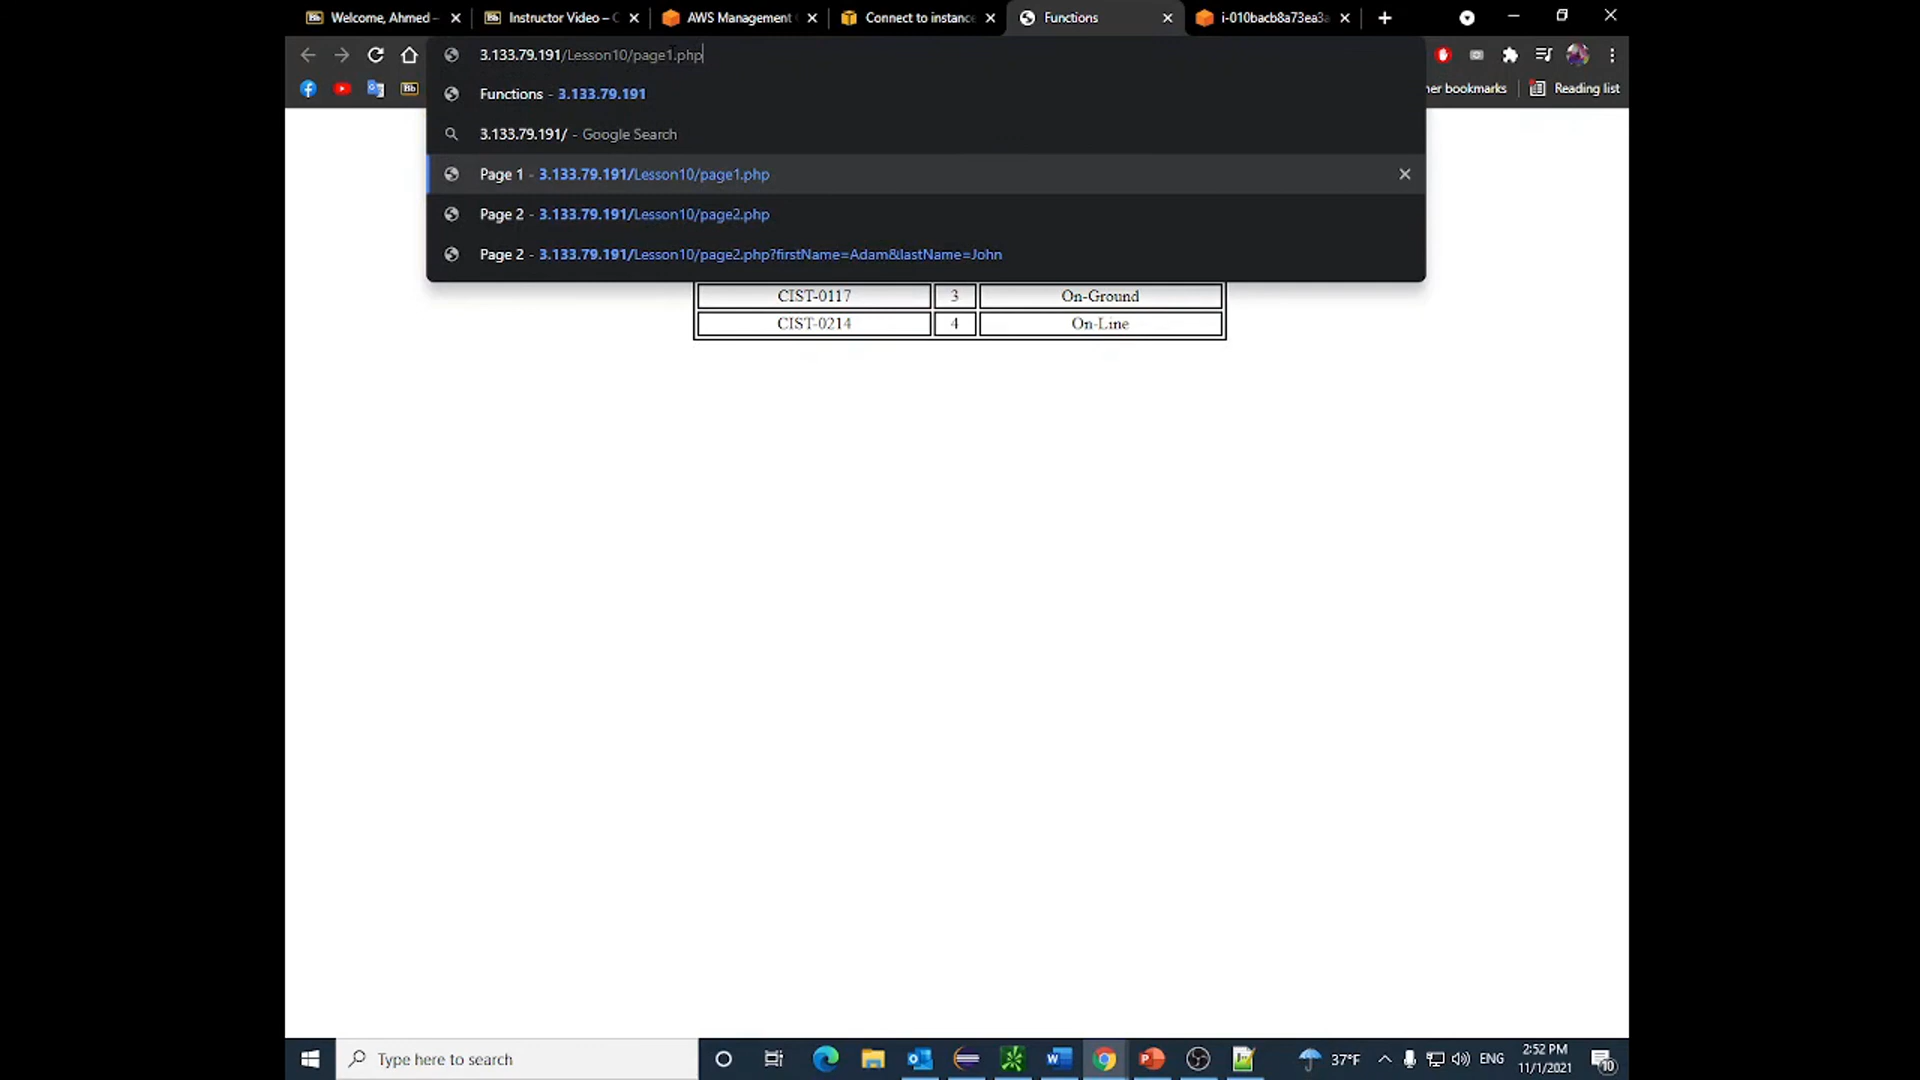 Welcome, Ahmed –
Instructor Video – C
AWS Management
Connect to instance
Functions
i-010bacb8a73ea3a
3.133.79.191/Lesson10/page1.php
Functions - 3.133.79.191
3.133.79.191/ - Google Search
Page 1 - 3.133.79.191/Lesson10/page1.php
Page 2 - 3.133.79.191/Lesson10/page2.php
Page 2 - 3.133.79.191/Lesson10/page2.php?firstName=Adam&lastName=John
Bb
her bookmarks
Reading list
CIST-0117 3 On-Ground
CIST-0214 4 On-Line
Type here to search
37°F
ENG
2:52 PM
11/1/2021
10